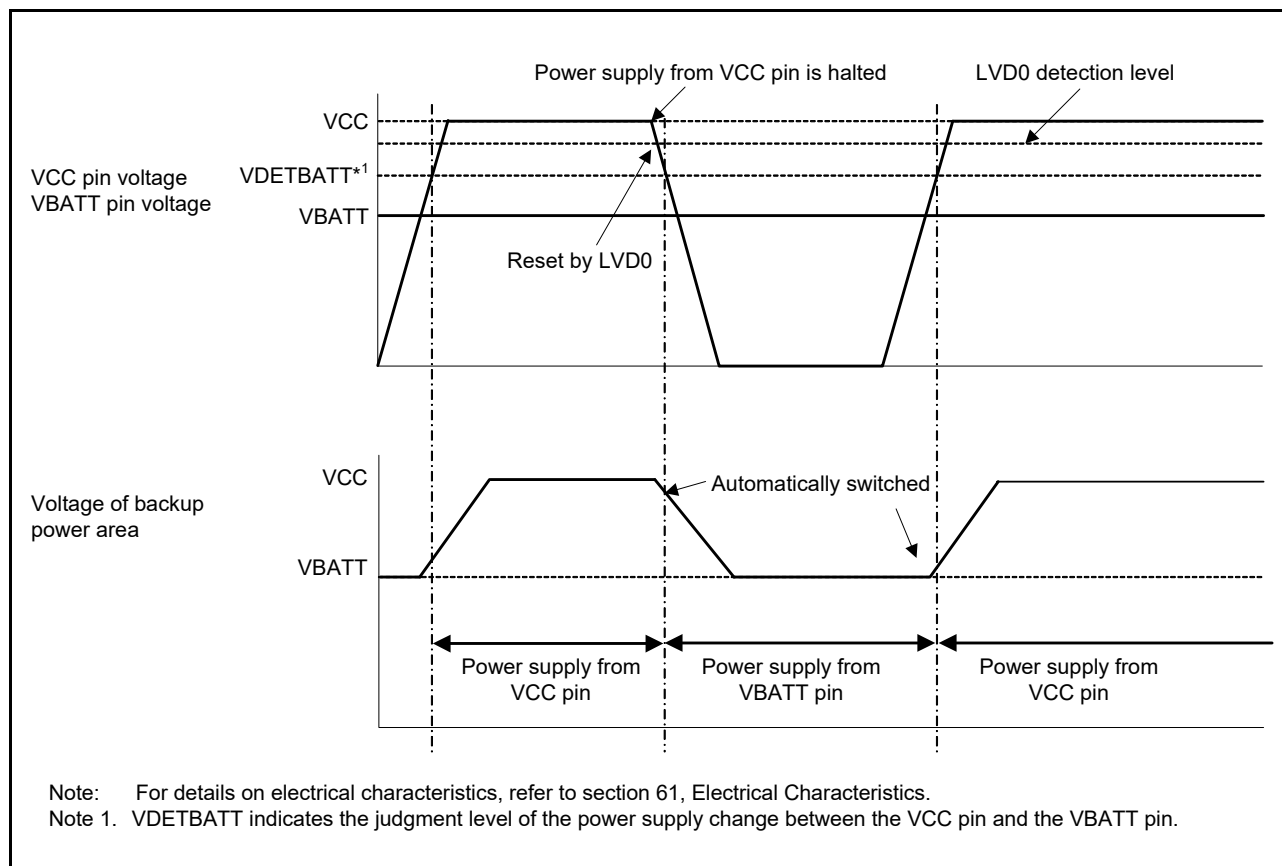 Power supply from VCC pin is halted
LVD0 detection level
VCC
VDETBATT*1
VBATT
VCC pin voltage
VBATT pin voltage
Reset by LVD0
VCC
Automatically switched
Voltage of backup
power area
VBATT
Power supply from
VCC pin
Power supply from
VBATT pin
Power supply from
VCC pin
Note: For details on electrical characteristics, refer to section 61, Electrical Characteristics.
Note 1. VDETBATT indicates the judgment level of the power supply change between the VCC pin and the VBATT pin.